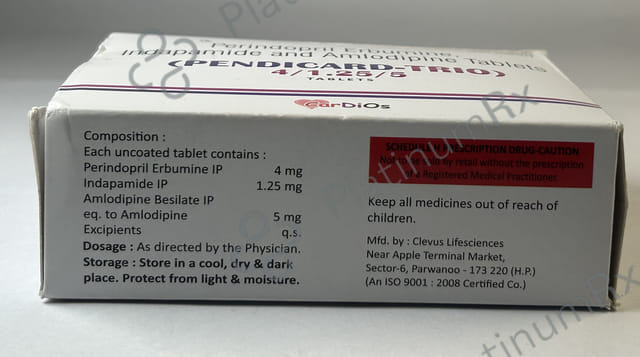 Perindopril Erbumine,
Indapamide and Amlodipine Tablets
(PENDICARD-TRIO)
4/1.25/5
TABLETS
CarDiOs
Composition :
Each uncoated tablet contains :
Perindopril Erbumine IP 4 mg
Indapamide IP 1.25 mg
Amlodipine Besilate IP
eq. to Amlodipine 5 mg
Excipients q.s.
Dosage : As directed by the Physician.
Storage : Store in a cool, dry & dark
place. Protect from light & moisture.
SCHEDULE H PRESCRIPTION DRUG-CAUTION
Not to be sold by retail without the prescription
of a Registered Medical Practitioner.
Keep all medicines out of reach of
children.
Mfd. by : Clevus Lifesciences
Near Apple Terminal Market,
Sector-6, Parwanoo - 173 220 (H.P.)
(An ISO 9001 : 2008 Certified Co.)
PlatinumRx
PlatinumRx